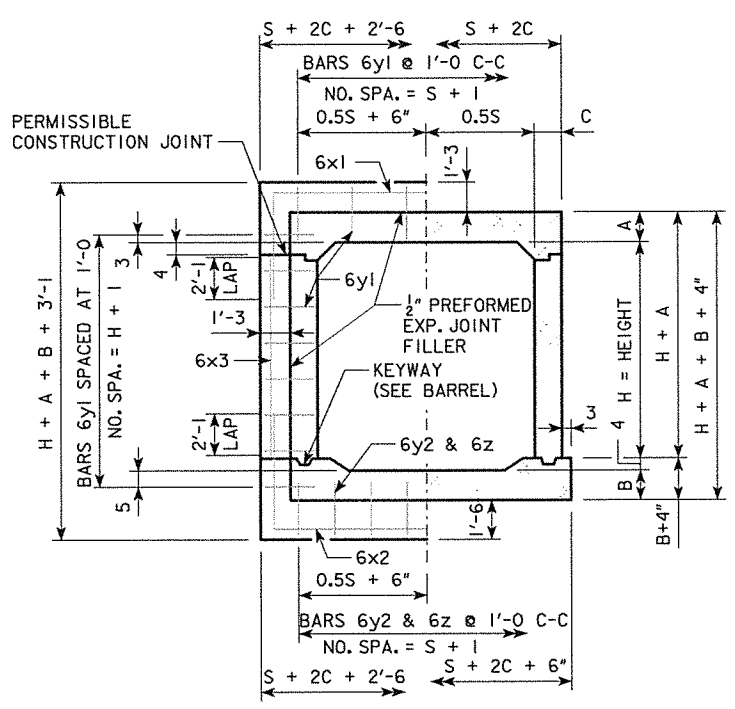 S + 2C + 2'-6
S + 2C
BARS 6y1 @ 1'-0 C-C
NO. SPA. = S + 1
0.5S + 6"
0.5S
C
PERMISSIBLE
CONSTRUCTION JOINT
6x1
1'-3
A
3
4
2'-1
LAP
6y1
1'-3
1/2" PREFORMED
EXP. JOINT
FILLER
6x3
KEYWAY
(SEE BARREL)
H + A + B + 3'-1
BARS 6y1 SPACED AT 1'-0
NO. SPA. = H + 1
H = HEIGHT
H + A
H + A + B + 4"
2'-1
LAP
3
4
6y2 & 6z
5
B
B+4"
1'-6
6x2
0.5S + 6"
BARS 6y2 & 6z @ 1'-0 C-C
NO. SPA. = S + 1
S + 2C + 6"
S + 2C + 2'-6